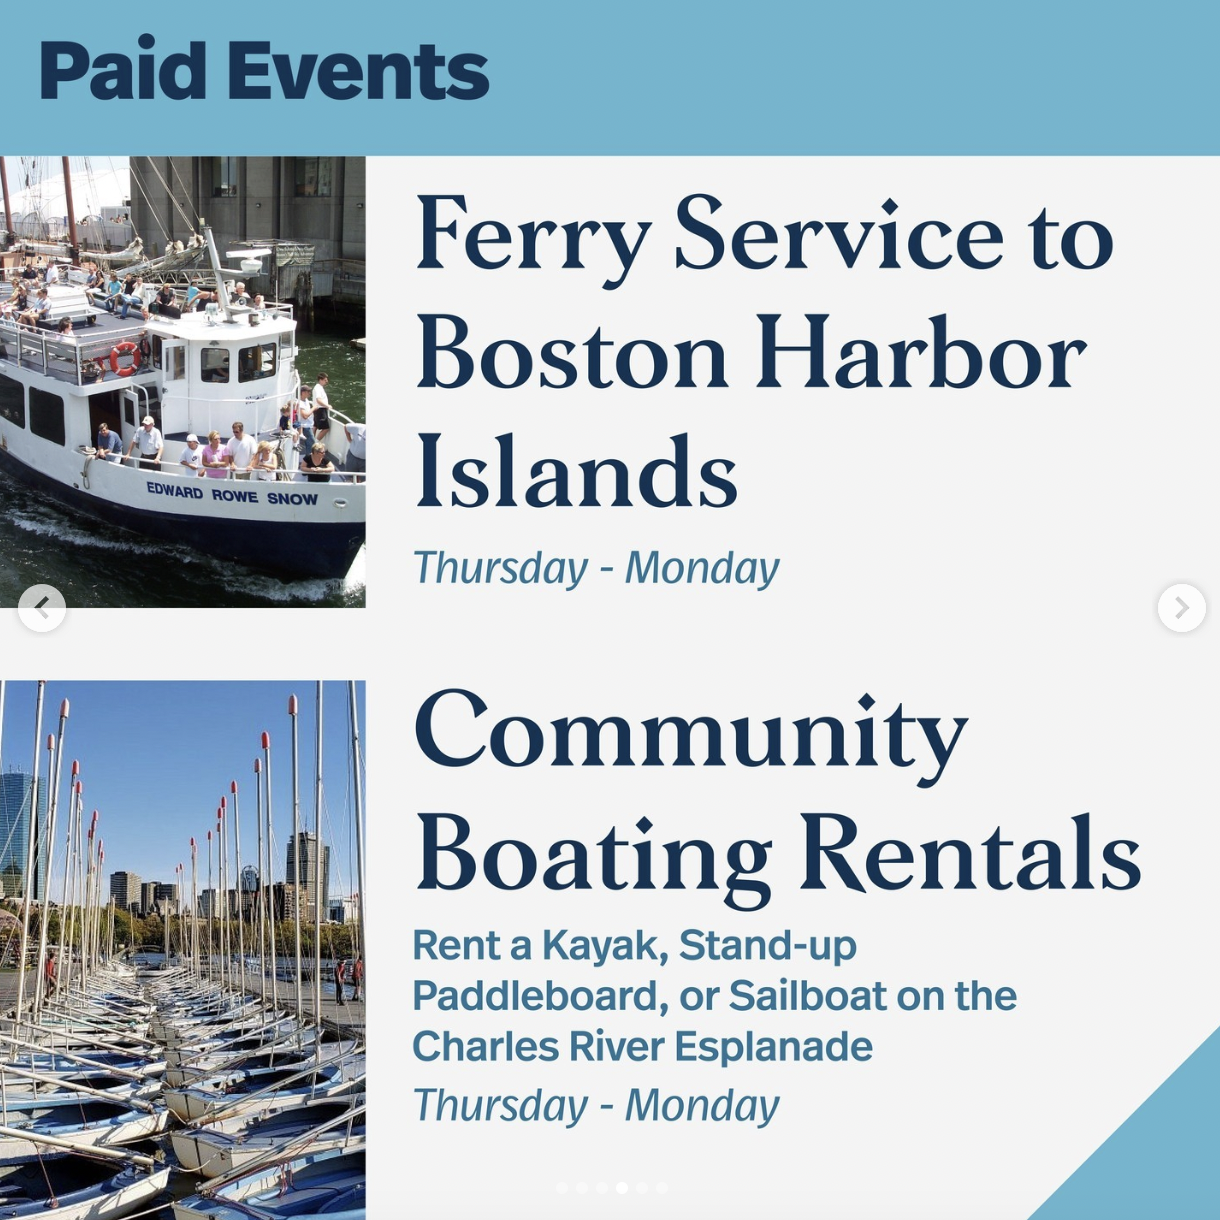 Paid Events
Ferry Service to
Boston Harbor
Islands
Thursday - Monday
EDWARD ROWE SNOW
Community
Boating Rentals
Rent a Kayak, Stand-up
Paddleboard, or Sailboat on the
Charles River Esplanade
Thursday - Monday